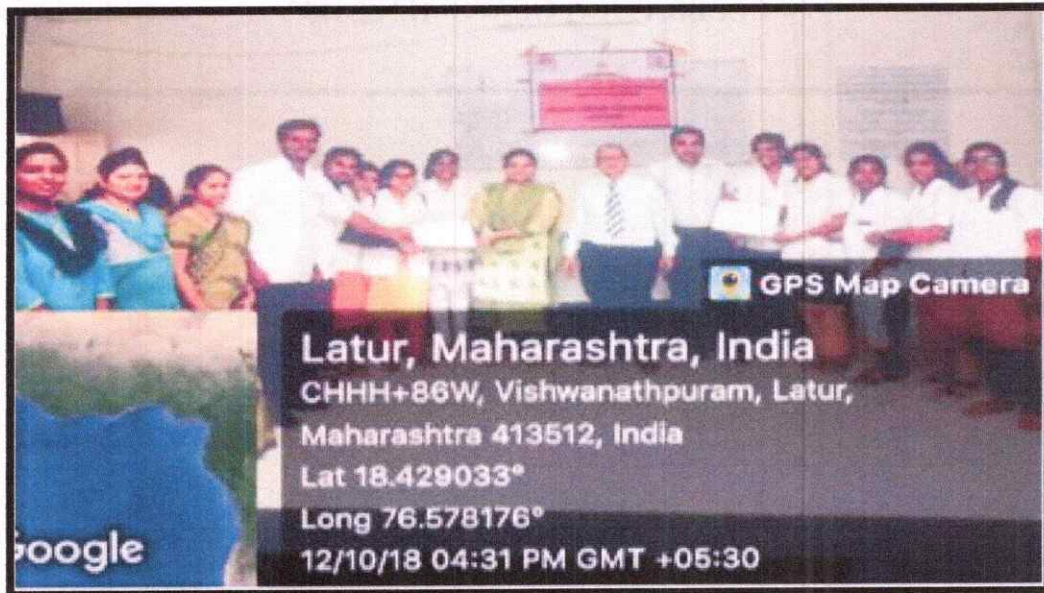 GPS Map Camera
Latur, Maharashtra, India
CHHH+86W, Vishwanathpuram, Latur,
Maharashtra 413512, India
Lat 18.429033°
Long 76.578176°
12/10/18 04:31 PM GMT +05:30
Google